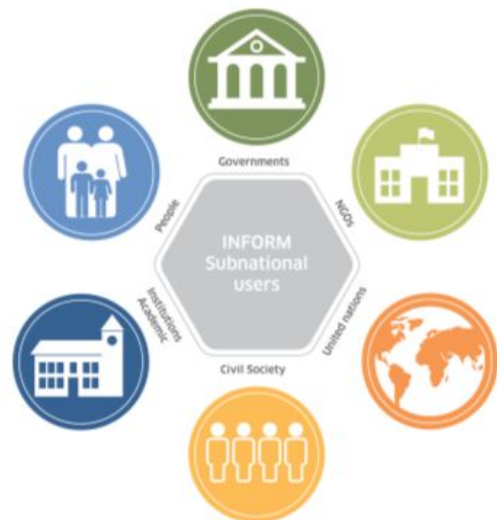 Governments
NGOs
People
INFORM
Subnational
users
Institutions
Academic
United nations
Civil Society